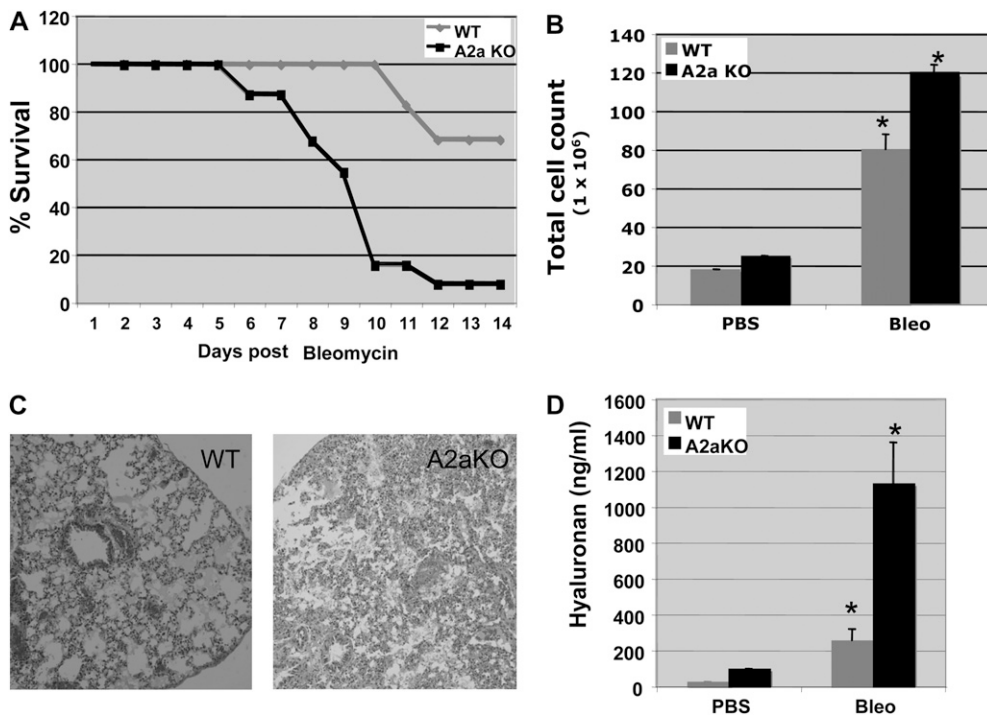 A
WT
A2a KO
120
100
80
60
40
20
0
% Survival
1 2 3 4 5 6 7 8 9 10 11 12 13 14
Days post Bleomycin
B
WT
A2a KO
140
120
100
80
60
40
20
0
Total cell count
(1 x 10⁶)
* *
PBS Bleo
C
WT
A2aKO
D
WT
A2aKO
1600
1400
1200
1000
800
600
400
200
0
Hyaluronan (ng/ml)
* *
PBS Bleo